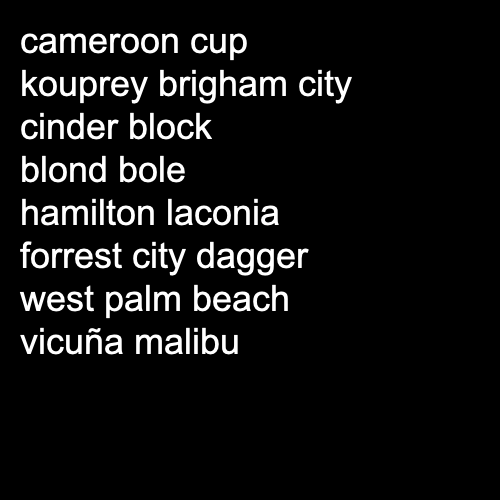 cameroon cup
kouprey brigham city
cinder block
blond bole
hamilton laconia
forrest city dagger
west palm beach
vicuña malibu